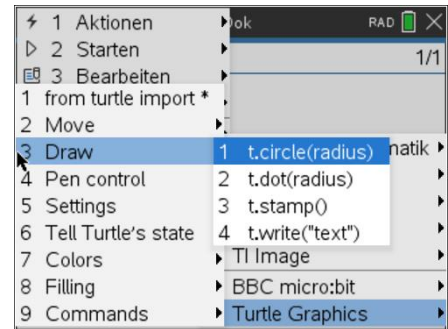 1 Aktionen
2 Starten
3 Bearbeiten
RAD
1/1
1 from turtle import *
2 Move
3 Draw
4 Pen control
5 Settings
6 Tell Turtle's state
7 Colors
8 Filling
9 Commands
1 t.circle(radius)
2 t.dot(radius)
3 t.stamp()
4 t.write("text")
TI Image
BBC micro:bit
Turtle Graphics